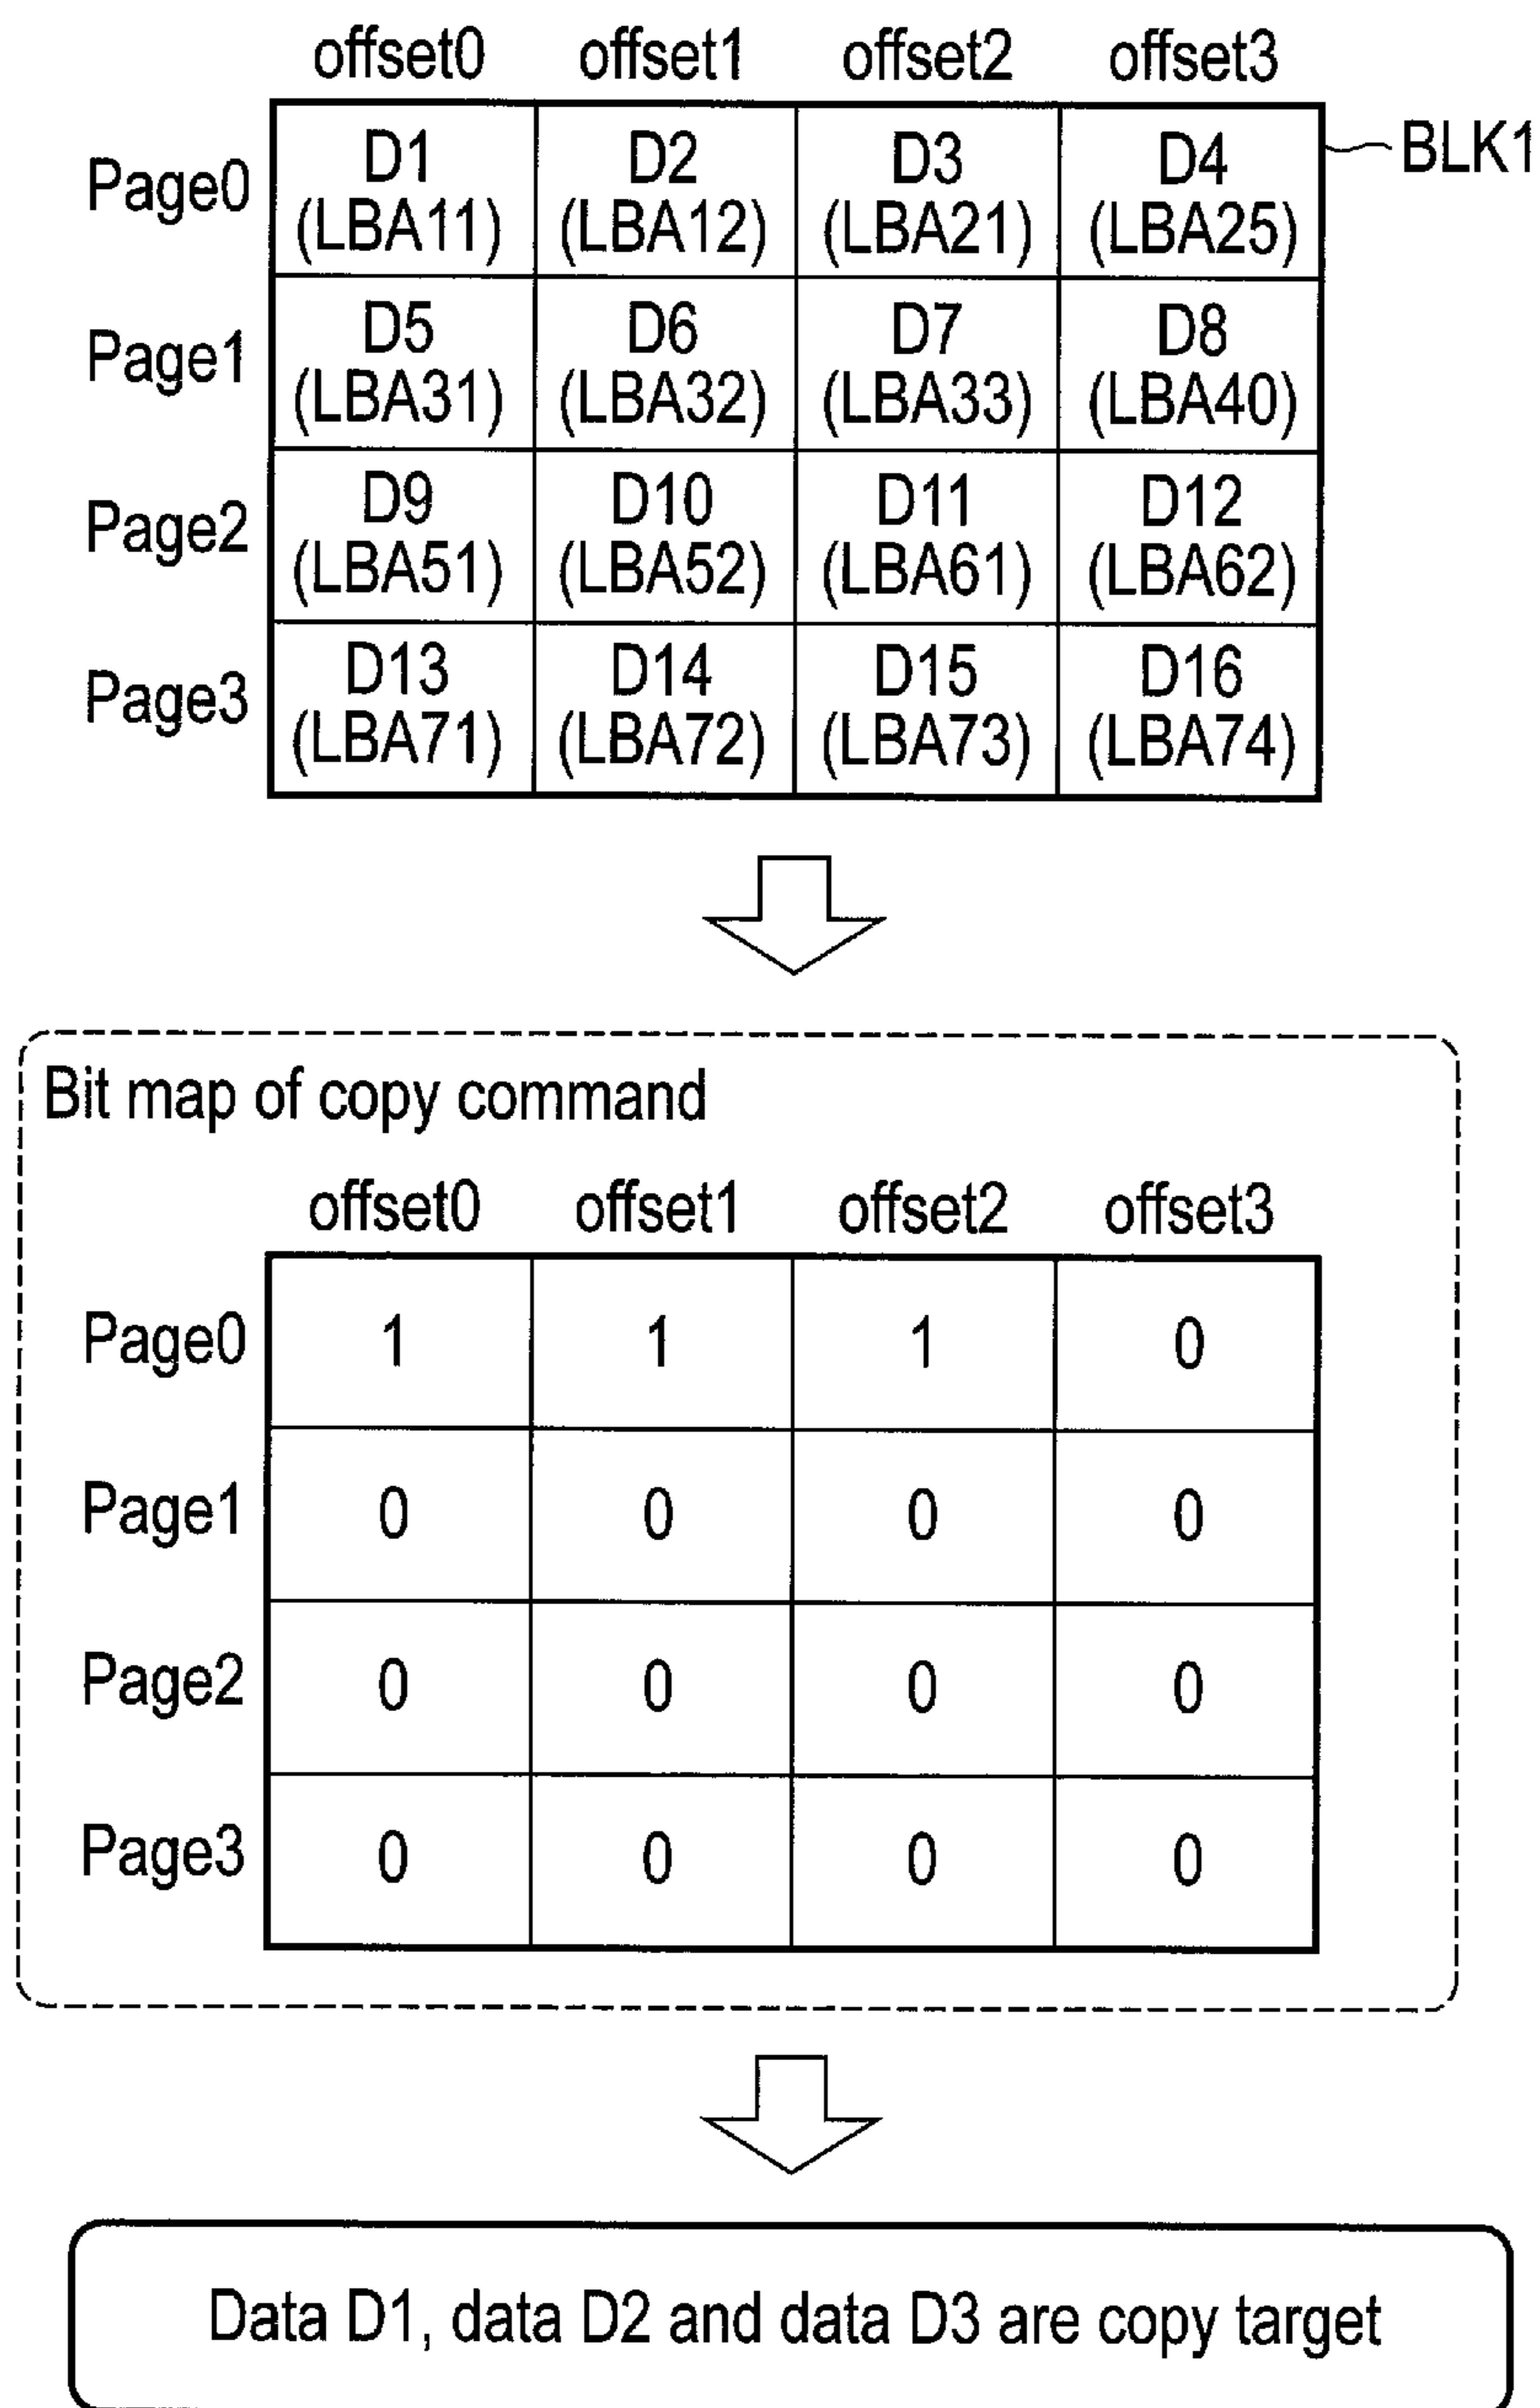 offset0 offset1 offset2 offset3
BLK1
Page0 D1 D2 D3 D4
(LBA11) (LBA12) (LBA21) (LBA25)
Page1 D5 D6 D7 D8
(LBA31) (LBA32) (LBA33) (LBA40)
Page2 D9 D10 D11 D12
(LBA51) (LBA52) (LBA61) (LBA62)
Page3 D13 D14 D15 D16
(LBA71) (LBA72) (LBA73) (LBA74)
Bit map of copy command
offset0 offset1 offset2 offset3
Page0 1 1 1 0
Page1 0 0 0 0
Page2 0 0 0 0
Page3 0 0 0 0
Data D1, data D2 and data D3 are copy target